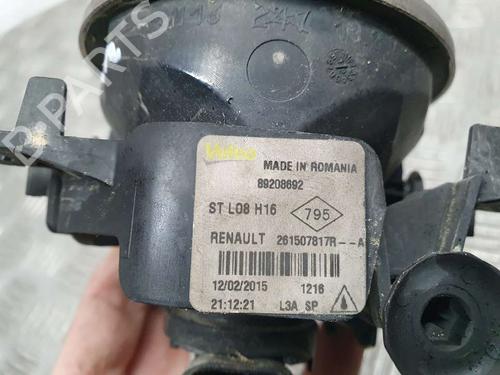 B-PARTS
Valeo
MADE IN ROMANIA
89208692
ST L08 H16
795
RENAULT 261507817R--A
12/02/2015 1216
21:12:21 L3A SP